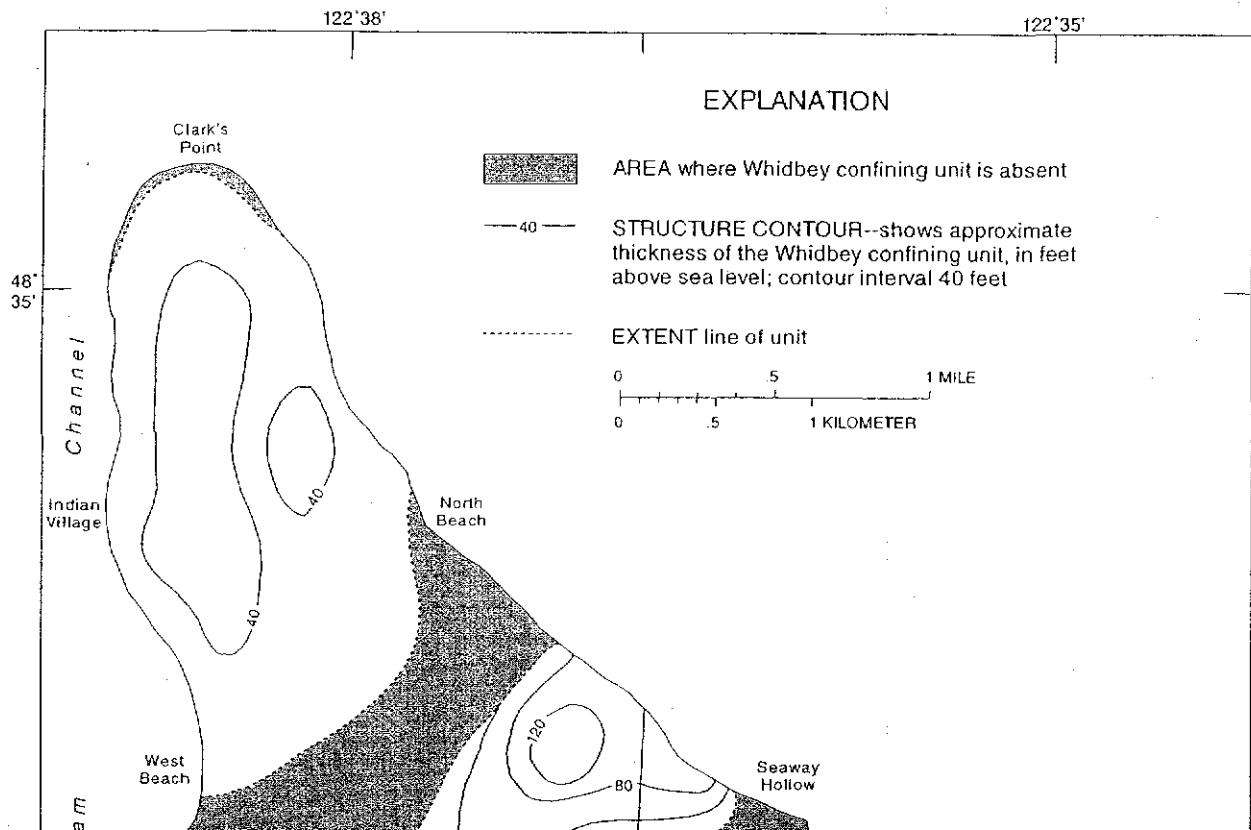 122°38'
122°35'
EXPLANATION
Clark's
Point
AREA where Whidbey confining unit is absent
—40— STRUCTURE CONTOUR--shows approximate
thickness of the Whidbey confining unit, in feet
above sea level; contour interval 40 feet
48°
35'
EXTENT line of unit
0 .5 1 MILE
0 .5 1 KILOMETER
Channel
40
Indian
Village
North
Beach
40
120
West
Beach
80
Seaway
Hollow
am